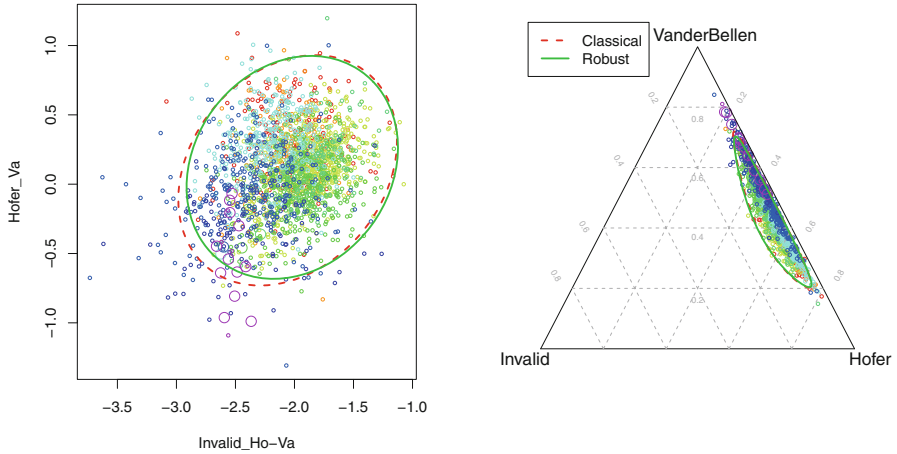 1.0
0.5
0.0
−0.5
−1.0
Hofer_Va
−3.5 −3.0 −2.5 −2.0 −1.5 −1.0
Invalid_Ho−Va
Classical
Robust
VanderBellen
0.2 0.8 0.2
0.4 0.6 0.4
0.6 0.4 0.6
0.8 0.2 0.8
Invalid Hofer